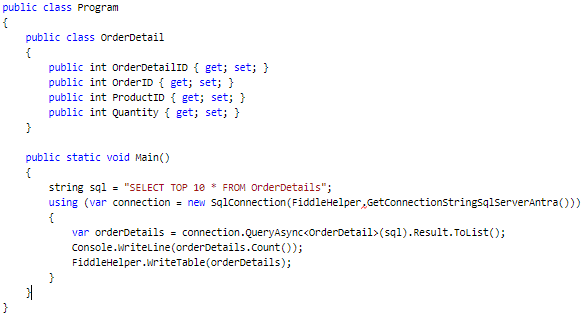 public class Program
{
    public class OrderDetail
    {
        public int OrderDetailID { get; set; }
        public int OrderID { get; set; }
        public int ProductID { get; set; }
        public int Quantity { get; set; }
    }

    public static void Main()
    {
        string sql = "SELECT TOP 10 * FROM OrderDetails";
        using (var connection = new SqlConnection(FiddleHelper.GetConnectionStringSqlServerAntra()))
        {
            var orderDetails = connection.QueryAsync<OrderDetail>(sql).Result.ToList();
            Console.WriteLine(orderDetails.Count());
            FiddleHelper.WriteTable(orderDetails);
        }
    }
}